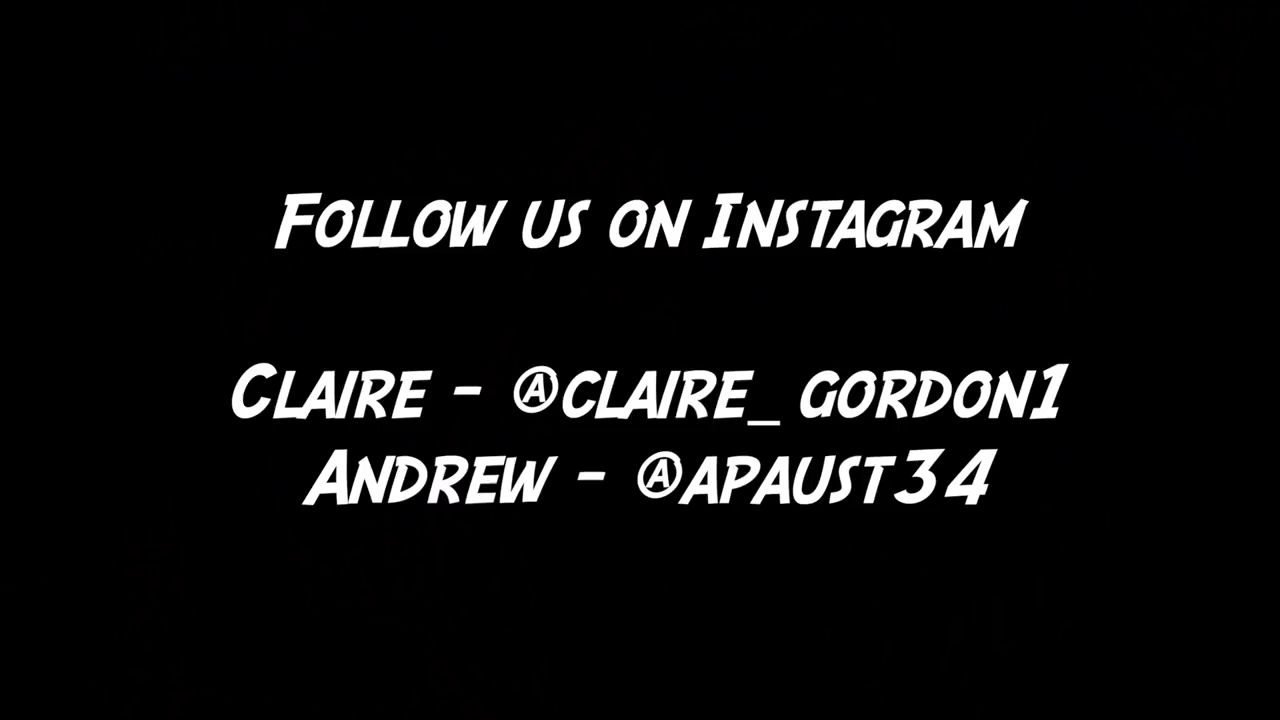 Follow us on Instagram
Claire - @claire_gordon1
Andrew - @apaust34